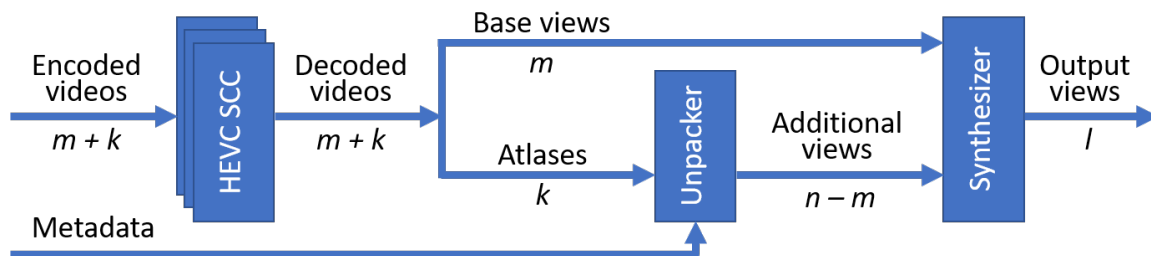 Encoded
videos
m + k
HEVC SCC
Decoded
videos
m + k
Base views
m
Atlases
k
Unpacker
Additional
views
n – m
Synthesizer
Output
views
l
Metadata